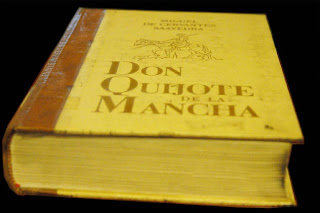 MIGUEL
DE CERVANTES
SAAVEDRA
DON
QUIJOTE
DE LA
MANCHA